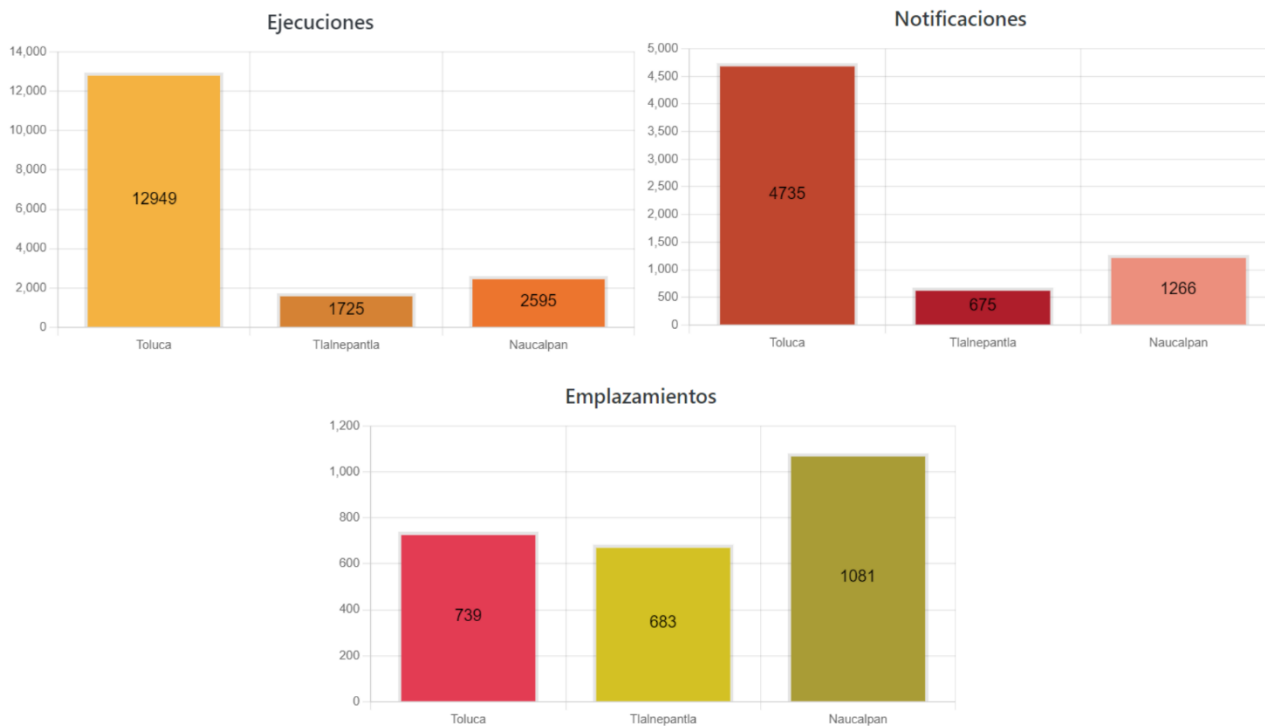 Ejecuciones
14,000
12,000
10,000
8,000
6,000
4,000
2,000
0
12949
1725
2595
Toluca
Tlalnepantla
Naucalpan
Notificaciones
5,000
4,500
4,000
3,500
3,000
2,500
2,000
1,500
1,000
500
0
4735
675
1266
Toluca
Tlalnepantla
Naucalpan
Emplazamientos
1,200
1,000
800
600
400
200
0
739
683
1081
Toluca
Tlalnepantla
Naucalpan